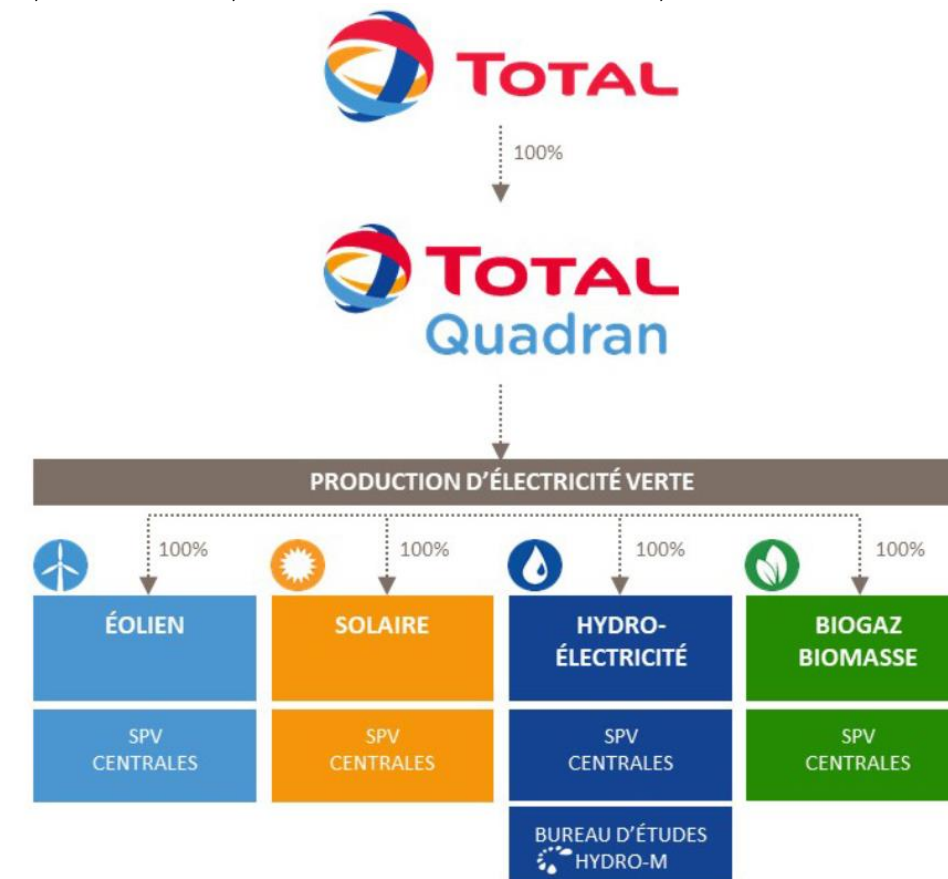 TOTAL
100%
TOTAL
Quadran
PRODUCTION D'ÉLECTRICITÉ VERTE
100%
100%
100%
100%
ÉOLIEN
SOLAIRE
HYDRO-
ÉLECTRICITÉ
BIOGAZ
BIOMASSE
SPV
CENTRALES
SPV
CENTRALES
SPV
CENTRALES
SPV
CENTRALES
BUREAU D'ÉTUDES
HYDRO-M